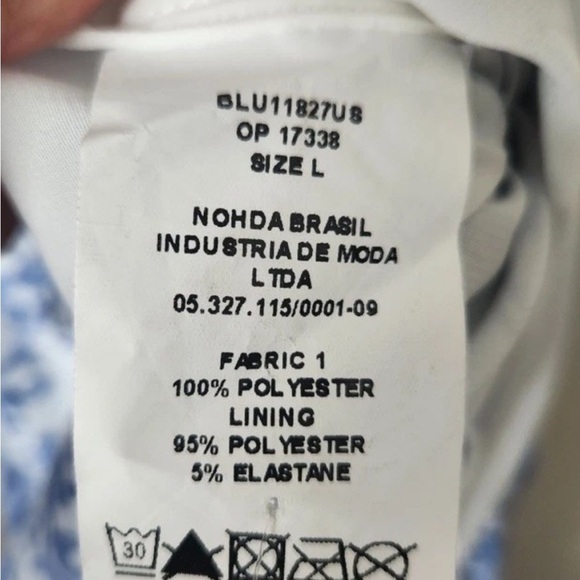 BLU11827US
OP 17338
SIZE L
NOHDA BRASIL
INDUSTRIA DE MODA
LTDA
05.327.115/0001-09
FABRIC 1
100% POLYESTER
LINING
95% POLYESTER
5% ELASTANE
30